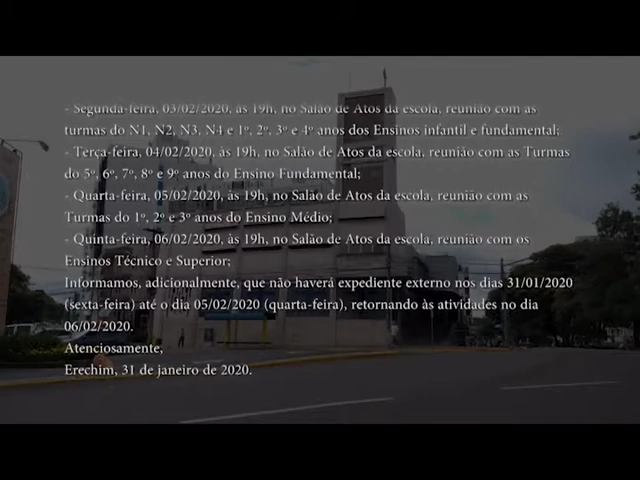 - Segunda-feira, 03/02/2020, às 19h, no Salão de Atos da escola, reunião com as
turmas do N1, N2, N3, N4 e 1º, 2º, 3º e 4º anos dos Ensinos infantil e fundamental;
- Terça-feira, 04/02/2020, às 19h, no Salão de Atos da escola, reunião com as Turmas
do 5º, 6º, 7º, 8º e 9º anos do Ensino Fundamental;
- Quarta-feira, 05/02/2020, às 19h, no Salão de Atos da escola, reunião com as
Turmas do 1º, 2º e 3º anos do Ensino Médio;
- Quinta-feira, 06/02/2020, às 19h, no Salão de Atos da escola, reunião com os
Ensinos Técnico e Superior;
Informamos, adicionalmente, que não haverá expediente externo nos dias 31/01/2020
(sexta-feira) até o dia 05/02/2020 (quarta-feira), retornando às atividades no dia
06/02/2020.
Atenciosamente,
Erechim, 31 de janeiro de 2020.